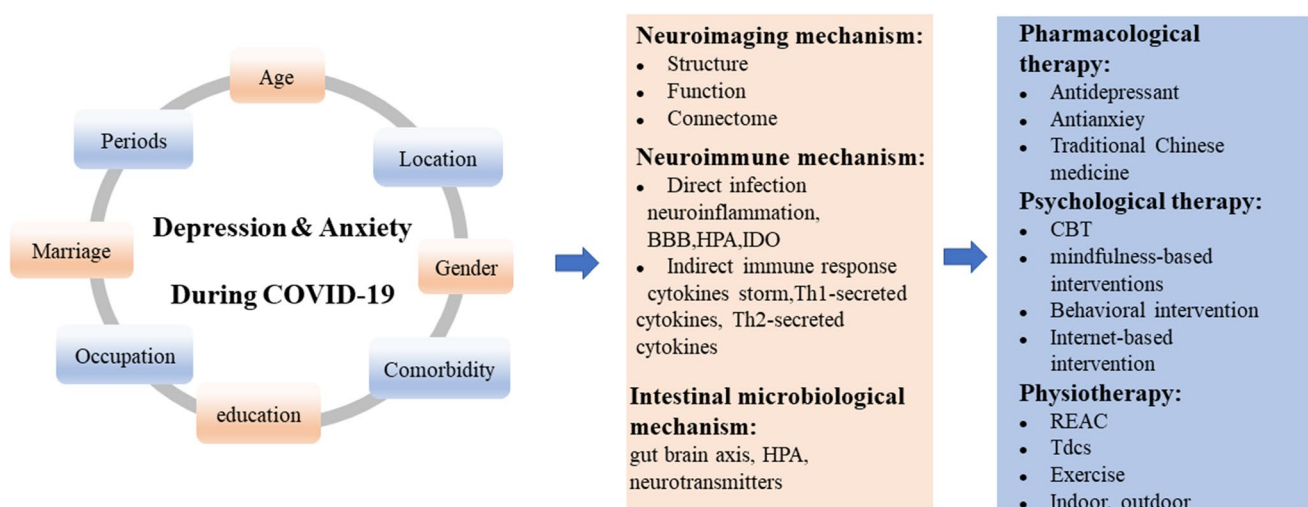 Age
Periods
Location
Depression & Anxiety
Marriage
Gender
During COVID-19
Occupation
Comorbidity
education
Neuroimaging mechanism:
• Structure
• Function
• Connectome
Neuroimmune mechanism:
• Direct infection
neuroinflammation,
BBB,HPA,IDO
• Indirect immune response
cytokines storm,Th1-secreted
cytokines, Th2-secreted
cytokines
Intestinal microbiological
mechanism:
gut brain axis, HPA,
neurotransmitters
Pharmacological
therapy:
• Antidepressant
• Antianxiey
• Traditional Chinese
medicine
Psychological therapy:
• CBT
• mindfulness-based
interventions
• Behavioral intervention
• Internet-based
intervention
Physiotherapy:
• REAC
• Tdcs
• Exercise
• Indoor, outdoor